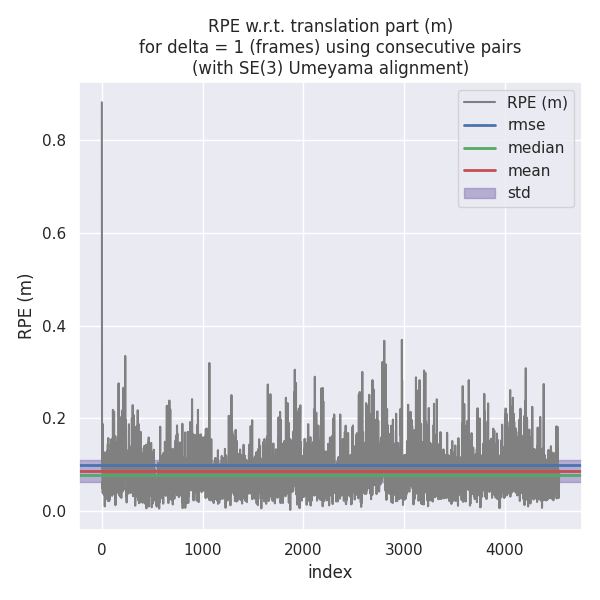 RPE w.r.t. translation part (m)
for delta = 1 (frames) using consecutive pairs
(with SE(3) Umeyama alignment)
RPE (m)
rmse
median
mean
std
0.8
0.6
0.4
0.2
0.0
RPE (m)
0
1000
2000
3000
4000
index